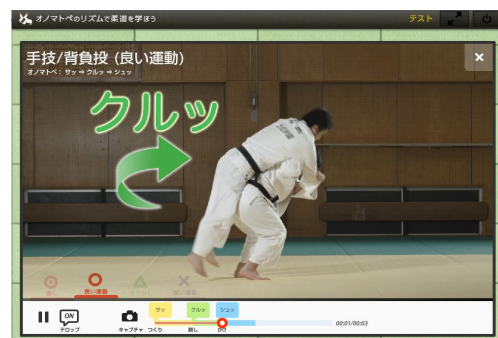 オノマトペのリズムで柔道を学ぼう
テスト
手技/背負投 (良い運動)
オノマトペ： サッ ⇒ クルッ ⇒ シュッ
クルッ
良い運動
サッ
クルッ
シュッ
ON
テロップ
キャプチャ
つくり
崩し
00:01/00:03